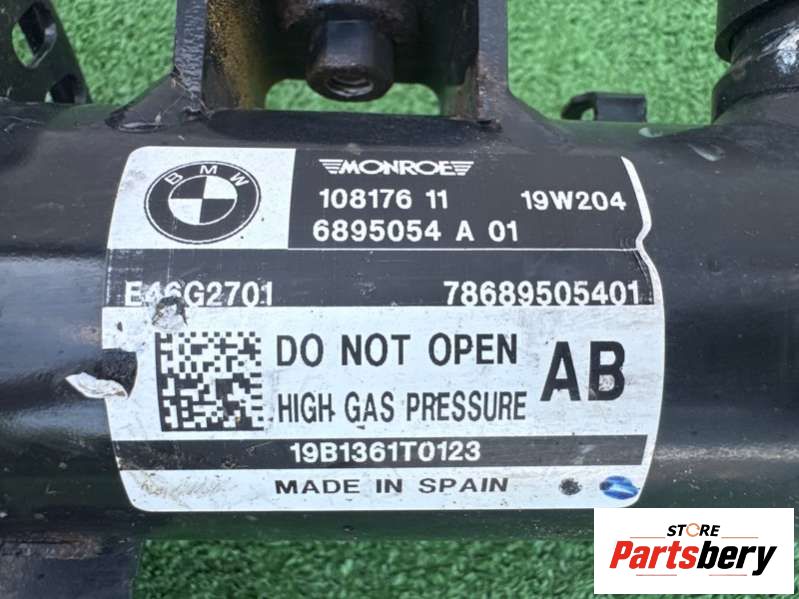 BMW
MONROE
108176 11 19W204
6895054 A 01
78689505401
DO NOT OPEN
AB
HIGH GAS PRESSURE
19B1361T0123
MADE IN SPAIN
STORE
Partsbery